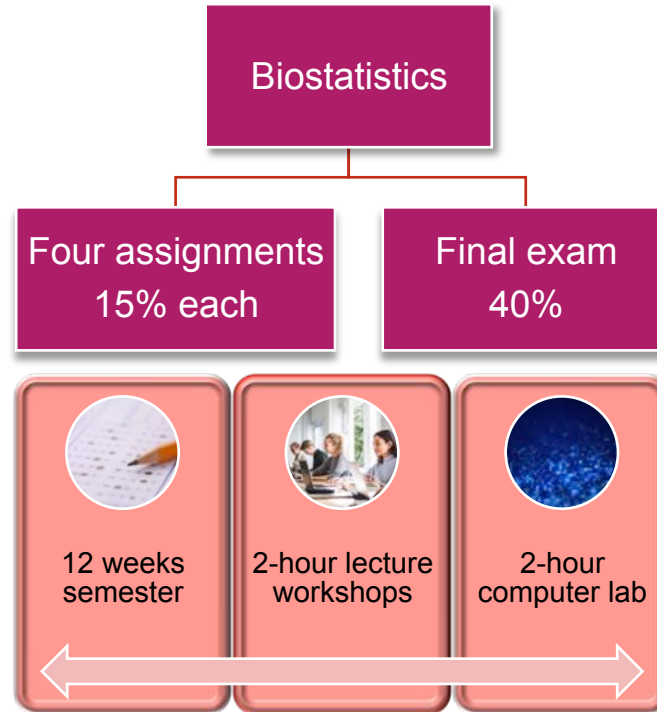 Biostatistics
Four assignments
15% each
Final exam
40%
12 weeks
semester
2-hour lecture
workshops
2-hour
computer lab